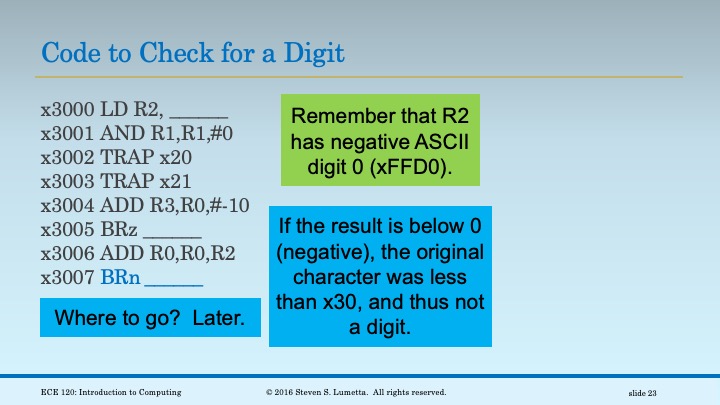 Code to Check for a Digit
x3000 LD R2, ______
x3001 AND R1,R1,#0
x3002 TRAP x20
x3003 TRAP x21
x3004 ADD R3,R0,#-10
x3005 BRz ______
x3006 ADD R0,R0,R2
x3007 BRn ______
Where to go?  Later.
Remember that R2
has negative ASCII
digit 0 (xFFD0).
If the result is below 0
(negative), the original
character was less
than x30, and thus not
a digit.
ECE 120: Introduction to Computing
© 2016 Steven S. Lumetta.  All rights reserved.
slide 23